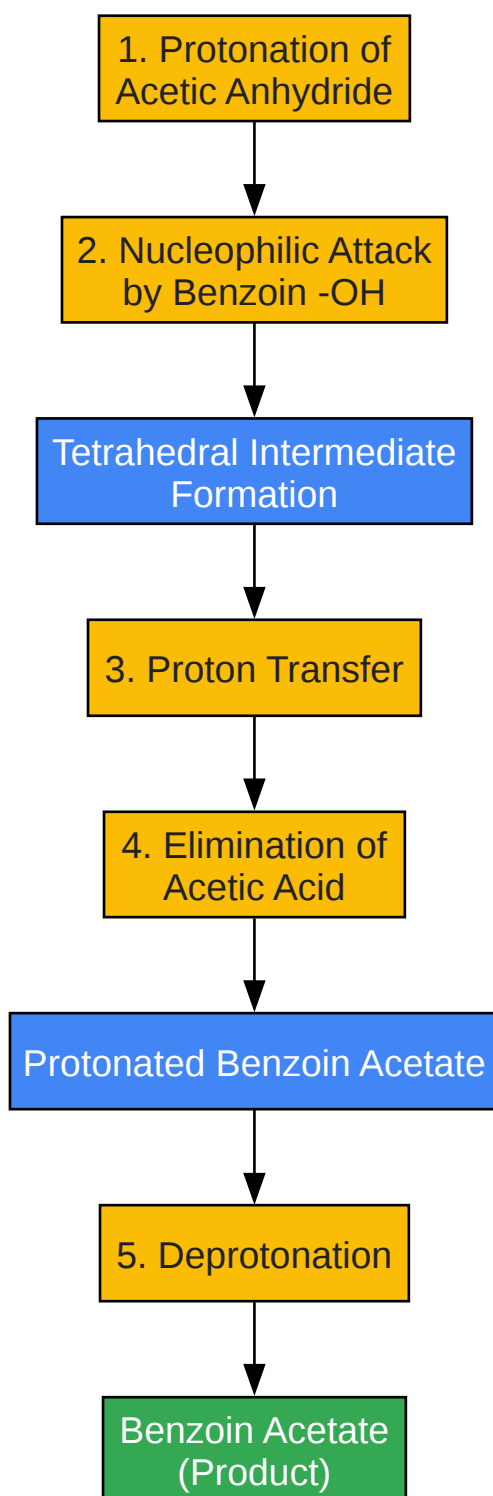 1. Protonation of
Acetic Anhydride
2. Nucleophilic Attack
by Benzoin -OH
Tetrahedral Intermediate
Formation
3. Proton Transfer
4. Elimination of
Acetic Acid
Protonated Benzoin Acetate
5. Deprotonation
Benzoin Acetate
(Product)